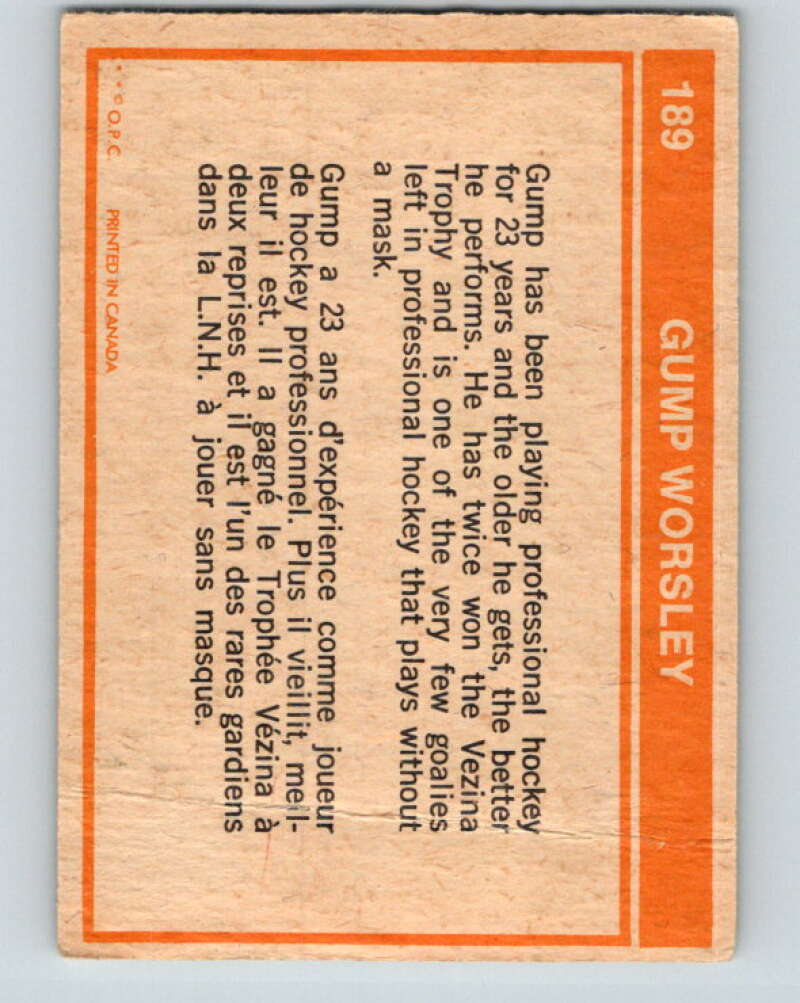 189 GUMP WORSLEY
Gump has been playing professional hockey
for 23 years and the older he gets, the better
he performs. He has twice won the Vezina
Trophy and is one of the very few goalies
left in professional hockey that plays without
a mask.
Gump a 23 ans d'expérience comme joueur
de hockey professionnel. Plus il vieillit, meil-
leur il est. Il a gagné le Trophée Vézina à
deux reprises et il est l'un des rares gardiens
dans la L.N.H. à jouer sans masque.
* * © O.P.C. PRINTED IN CANADA